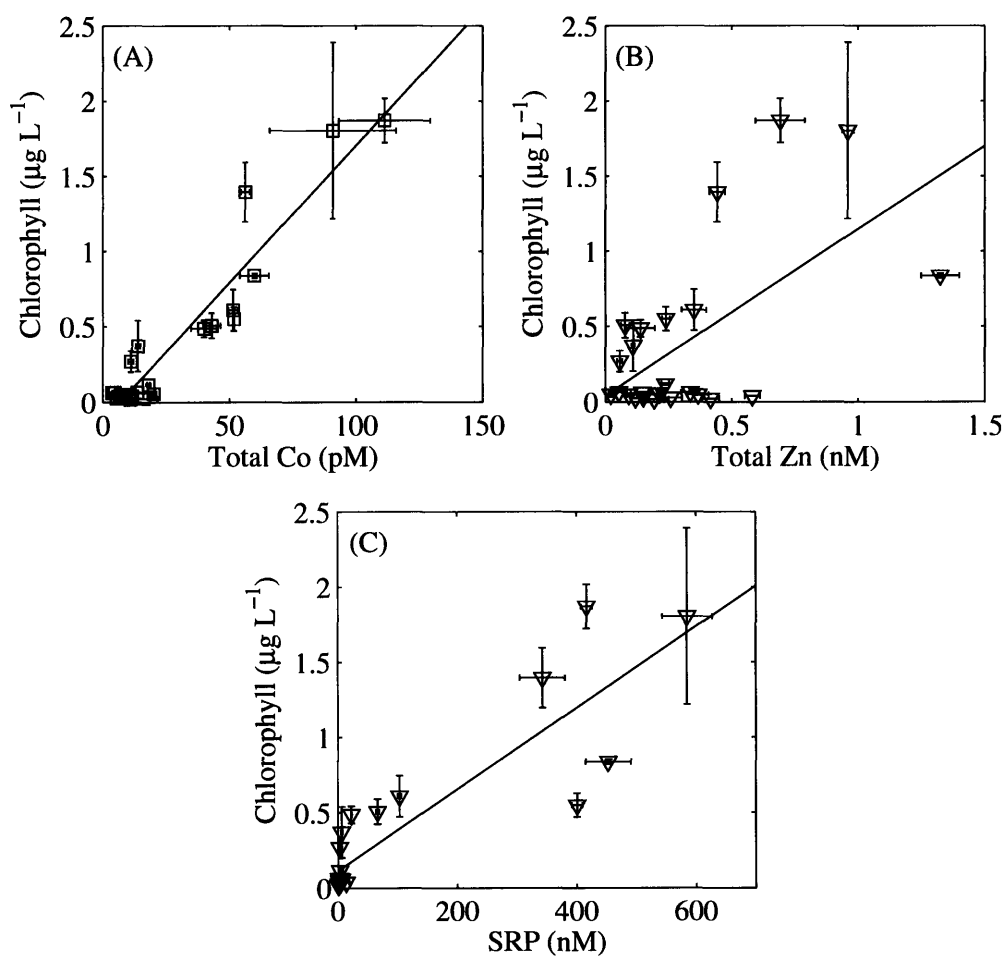 (A)
2.5
2
1.5
1
0.5
0
Chlorophyll (μg L⁻¹)
0 50 100 150
Total Co (pM)
(B)
2.5
2
1.5
1
0.5
0
Chlorophyll (μg L⁻¹)
0 0.5 1 1.5
Total Zn (nM)
(C)
2.5
2
1.5
1
0.5
0
Chlorophyll (μg L⁻¹)
0 200 400 600
SRP (nM)